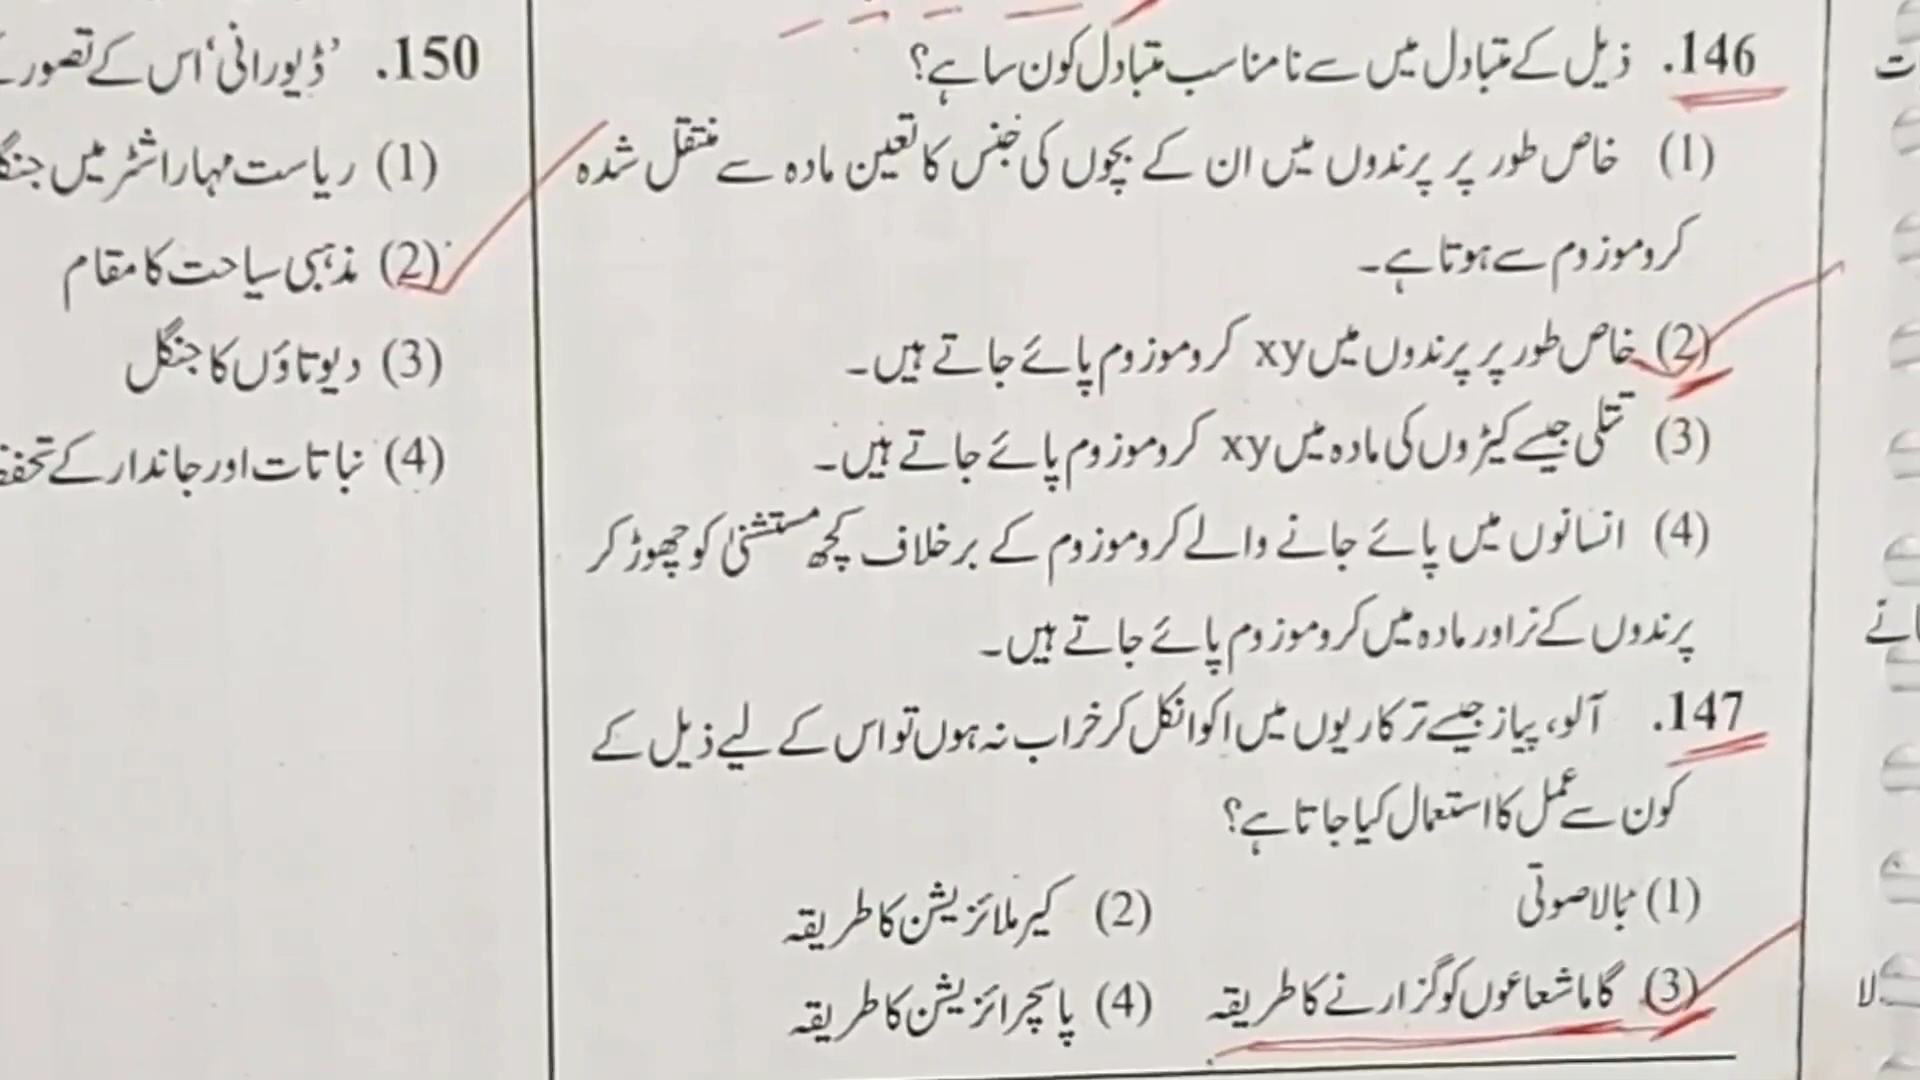 146. ذیل کے متبادل میں سے نا مناسب متبادل کون سا ہے؟
(1) خاص طور پر پرندوں میں ان کے بچوں کی جنس کا تعین مادہ سے منتقل شدہ
کروموزوم سے ہوتا ہے۔
(2) خاص طور پر پرندوں میں xy کروموزوم پائے جاتے ہیں۔
(3) تتلی جیسے کیڑوں کی مادہ میں xy کروموزوم پائے جاتے ہیں۔
(4) انسانوں میں پائے جانے والے کروموزوم کے برخلاف کچھ مستثنیٰ کو چھوڑ کر
پرندوں کے نر اور مادہ میں کروموزوم پائے جاتے ہیں۔
147. آلو، پیاز جیسے ترکاریوں میں اکوا نکل کر خراب نہ ہوں تو اس کے لیے ذیل کے
کون سے عمل کا استعمال کیا جاتا ہے؟
(1) بالا صوتی (2) کیرملائزیشن کا طریقہ
(3) گاما شعاعوں کو گزارنے کا طریقہ (4) پاسچرائزیشن کا طریقہ
150. ’ڈیورائی‘ اس کے تصور
(1) ریاست مہاراشٹر میں
(2) مذہبی سیاحت کا مقام
(3) دیوتاؤں کا جنگل
(4) نباتات اور جاندار کے